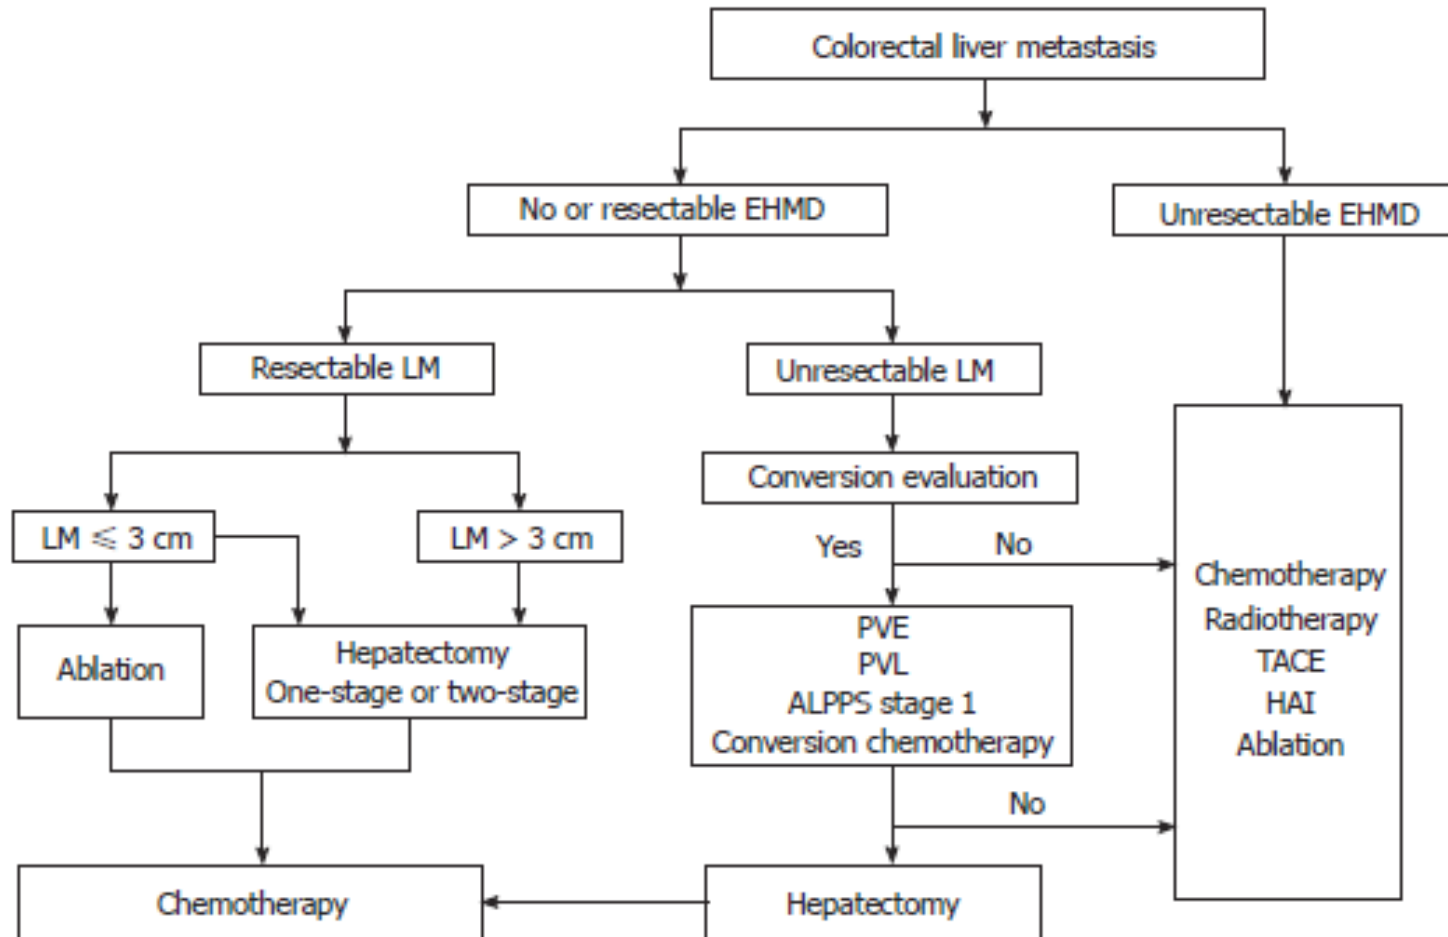 Colorectal liver metastasis
No or resectable EHMD
Unresectable EHMD
Resectable LM
Unresectable LM
Conversion evaluation
LM ⩽ 3 cm
LM > 3 cm
Yes
No
Ablation
Hepatectomy
One-stage or two-stage
PVE
PVL
ALPPS stage 1
Conversion chemotherapy
Chemotherapy
Radiotherapy
TACE
HAI
Ablation
No
Chemotherapy
Hepatectomy